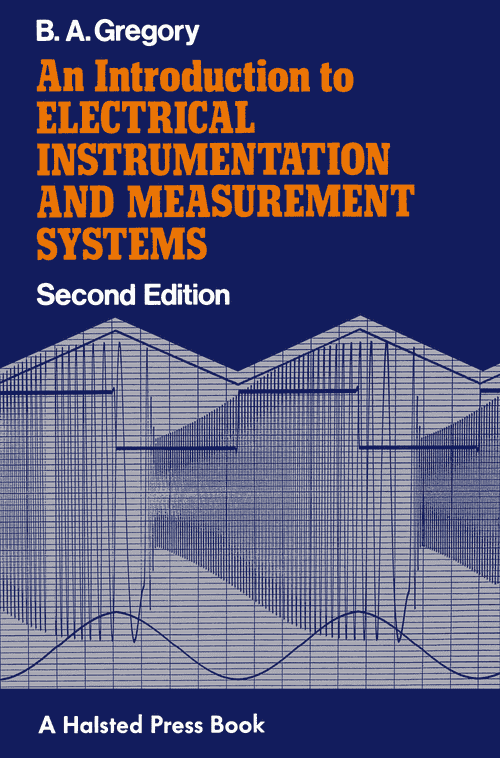 B. A. Gregory
An Introduction to
ELECTRICAL
INSTRUMENTATION
AND MEASUREMENT
SYSTEMS
Second Edition
A Halsted Press Book